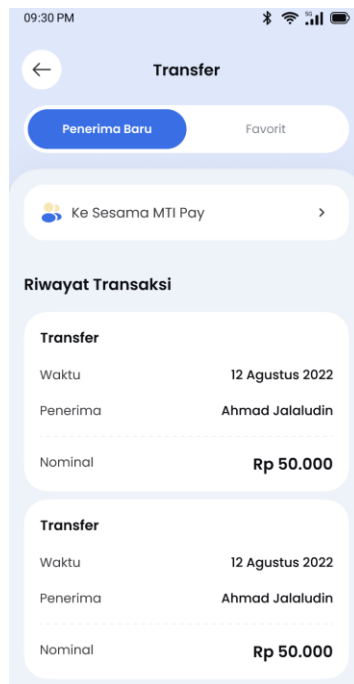 09:30 PM
5G
Transfer
Penerima Baru
Favorit
Ke Sesama MTI Pay
Riwayat Transaksi
Transfer
Waktu 12 Agustus 2022
Penerima Ahmad Jalaludin
Nominal Rp 50.000
Transfer
Waktu 12 Agustus 2022
Penerima Ahmad Jalaludin
Nominal Rp 50.000